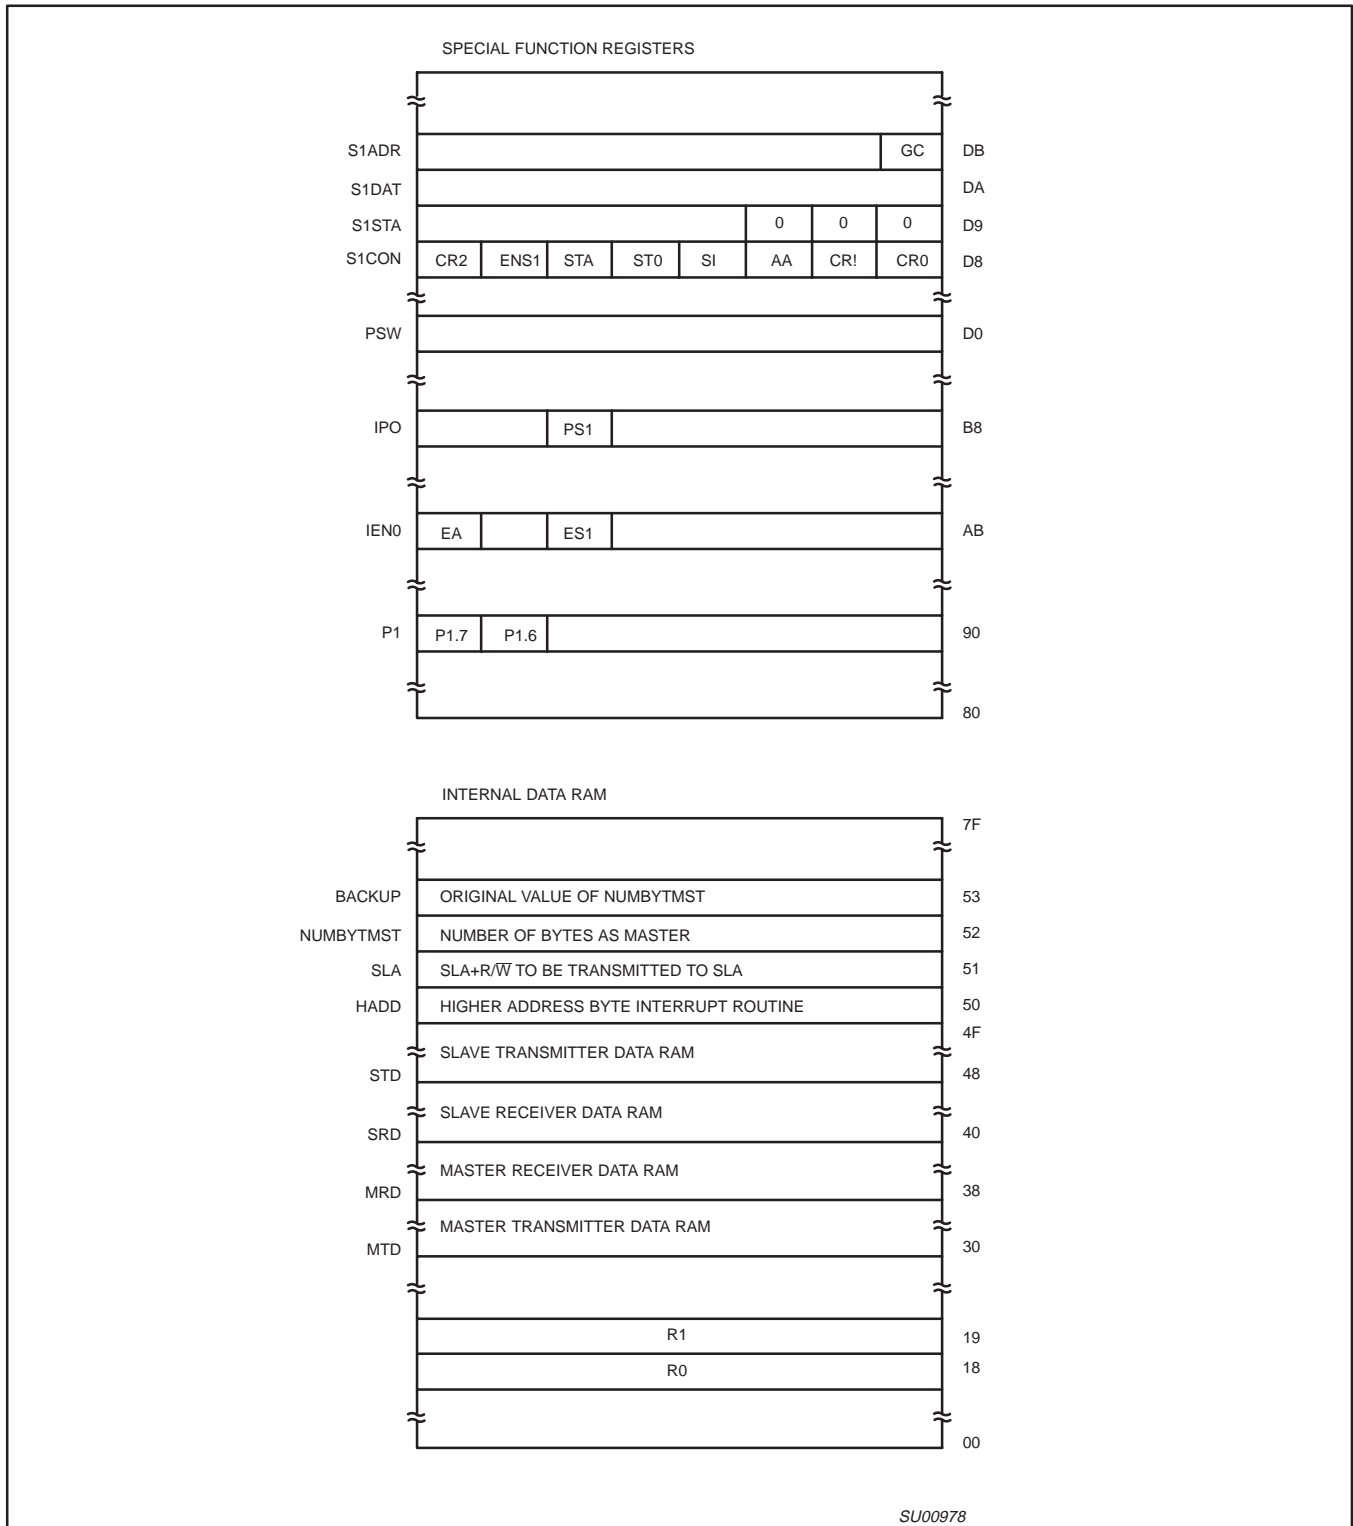 SPECIAL FUNCTION REGISTERS
S1ADR GC DB
S1DAT DA
S1STA 0 0 0 D9
S1CON CR2 ENS1 STA ST0 SI AA CR! CR0 D8
PSW D0
IPO PS1 B8
IEN0 EA ES1 AB
P1 P1.7 P1.6 90
80
INTERNAL DATA RAM
7F
BACKUP ORIGINAL VALUE OF NUMBYTMST 53
NUMBYTMST NUMBER OF BYTES AS MASTER 52
SLA SLA+R/W̅ TO BE TRANSMITTED TO SLA 51
HADD HIGHER ADDRESS BYTE INTERRUPT ROUTINE 50
4F
SLAVE TRANSMITTER DATA RAM
STD 48
SLAVE RECEIVER DATA RAM
SRD 40
MASTER RECEIVER DATA RAM
MRD 38
MASTER TRANSMITTER DATA RAM
MTD 30
R1 19
R0 18
00
SU00978